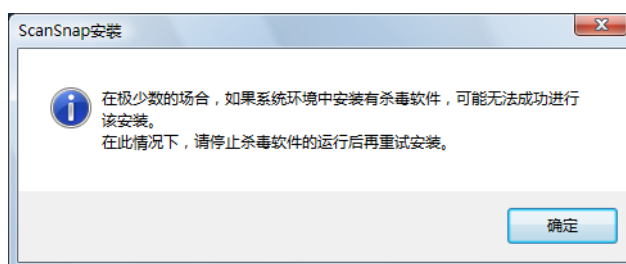 ScanSnap安裝
在极少数的场合，如果系统环境中安装有杀毒软件，可能无法成功进行
该安装。
在此情况下，请停止杀毒软件的运行后再重试安装。
确定